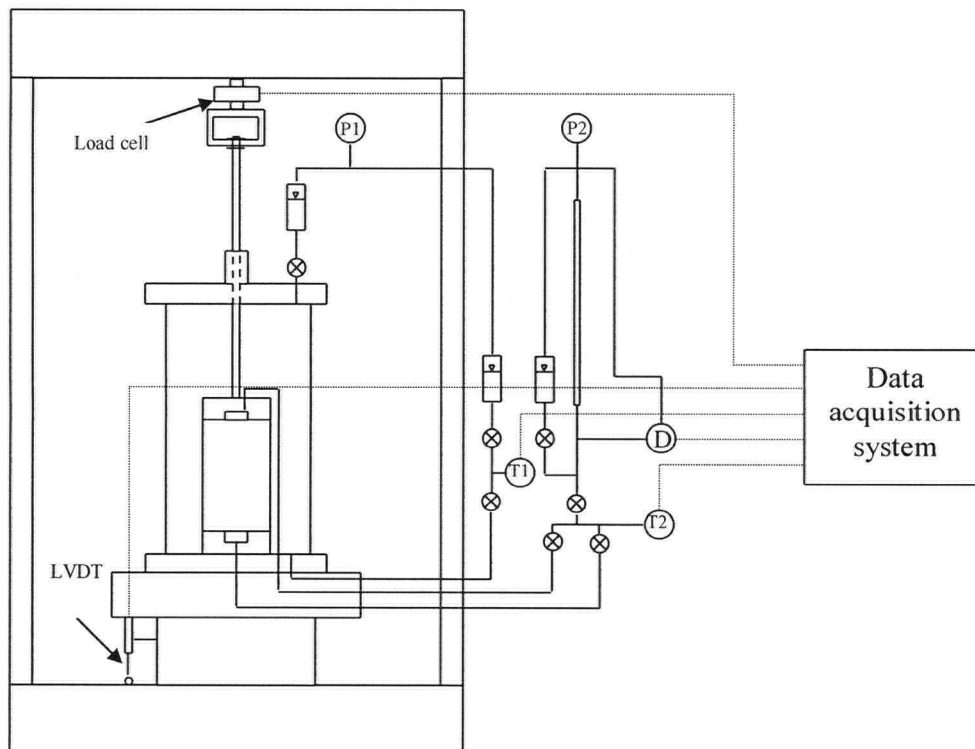 P1
P2
Load cell
Data
acquisition
system
D
T1
T2
LVDT